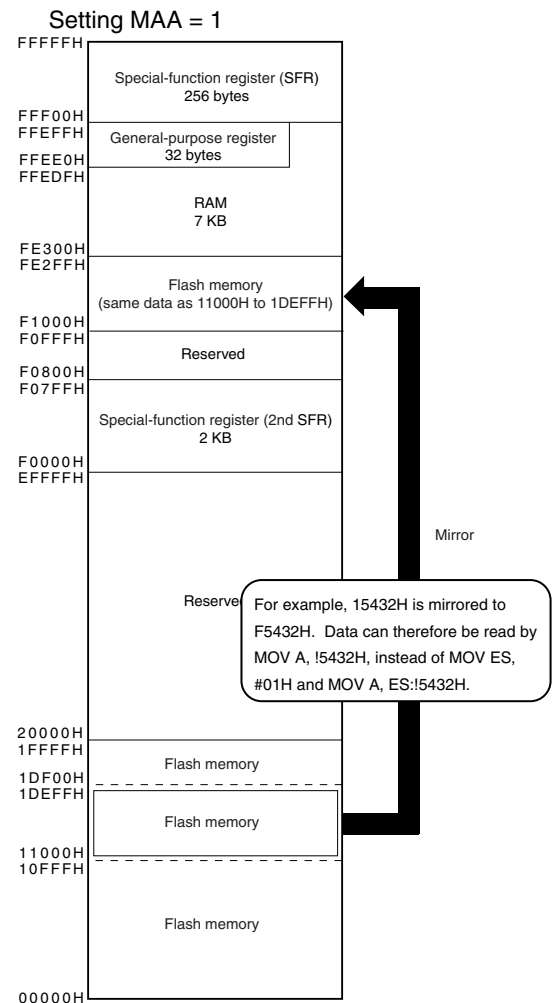 Setting MAA = 1
FFFFFH
Special-function register (SFR)
256 bytes
FFF00H
FFEFFH
General-purpose register
32 bytes
FFEE0H
FFEDFH
RAM
7 KB
FE300H
FE2FFH
Flash memory
(same data as 11000H to 1DEFFH)
F1000H
F0FFFH
Reserved
F0800H
F07FFH
Special-function register (2nd SFR)
2 KB
F0000H
EFFFFH
Mirror
Reserve
For example, 15432H is mirrored to
F5432H. Data can therefore be read by
MOV A, !5432H, instead of MOV ES,
#01H and MOV A, ES:!5432H.
20000H
1FFFFH
Flash memory
1DF00H
1DEFFH
Flash memory
11000H
10FFFH
Flash memory
00000H